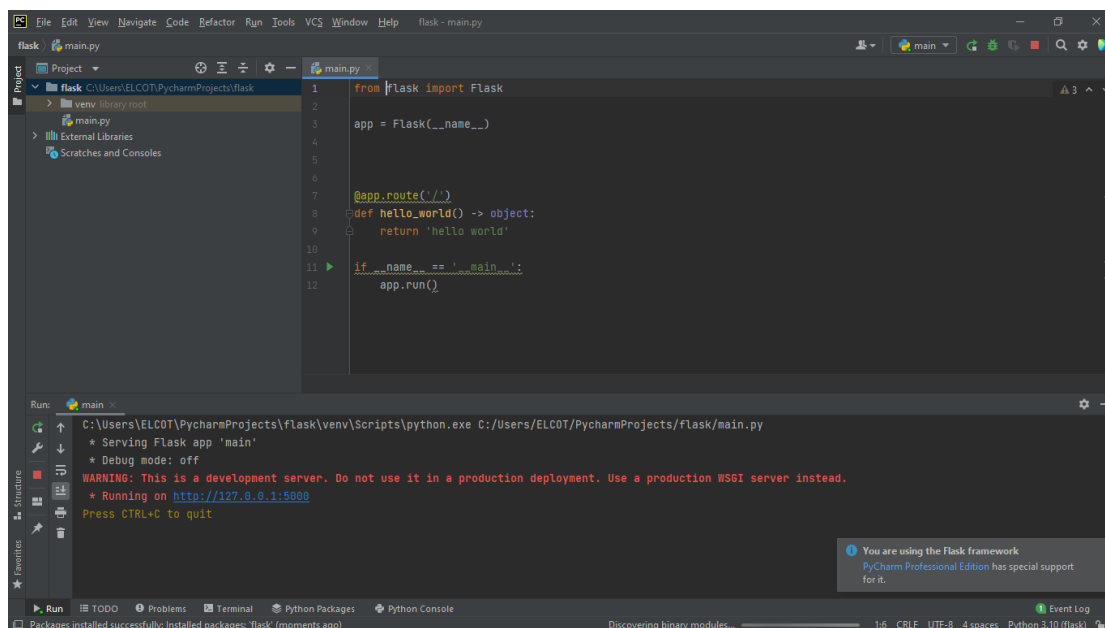 PC File Edit View Navigate Code Refactor Run Tools VCS Window Help flask - main.py
flask main.py main
Project main.py
flask C:\Users\ELCOT\PycharmProjects\flask
venv library root
main.py
External Libraries
Scratches and Consoles
Project
1 from flask import Flask
3
2
3 app = Flask(__name__)
4
5
6
7 @app.route('/')
8 def hello_world() -> object:
9 return 'hello world'
10
11 if __name__ == '__main__':
12 app.run()
Run: main
C:\Users\ELCOT\PycharmProjects\flask\venv\Scripts\python.exe C:/Users/ELCOT/PycharmProjects/flask/main.py
* Serving Flask app 'main'
* Debug mode: off
WARNING: This is a development server. Do not use it in a production deployment. Use a production WSGI server instead.
* Running on http://127.0.0.1:5000
Press CTRL+C to quit
Structure
Favorites
You are using the Flask framework
PyCharm Professional Edition has special support
for it.
Run TODO Problems Terminal Python Packages Python Console 1 Event Log
Packages installed successfully: Installed packages: 'flask' (moments ago) Discovering binary modules... 1:6 CRLF UTF-8 4 spaces Python 3.10 (flask)